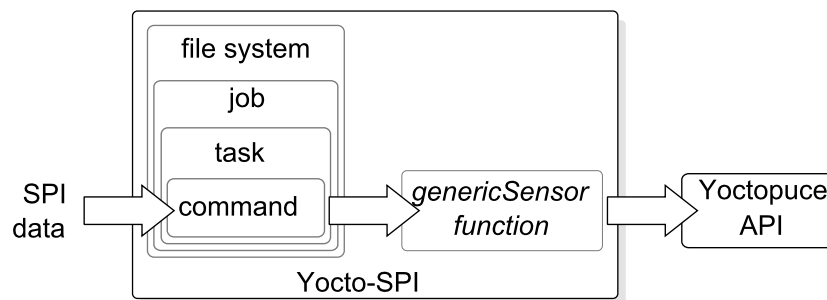 file system
job
task
command
SPI
data
genericSensor
function
Yoctopuce
API
Yocto-SPI